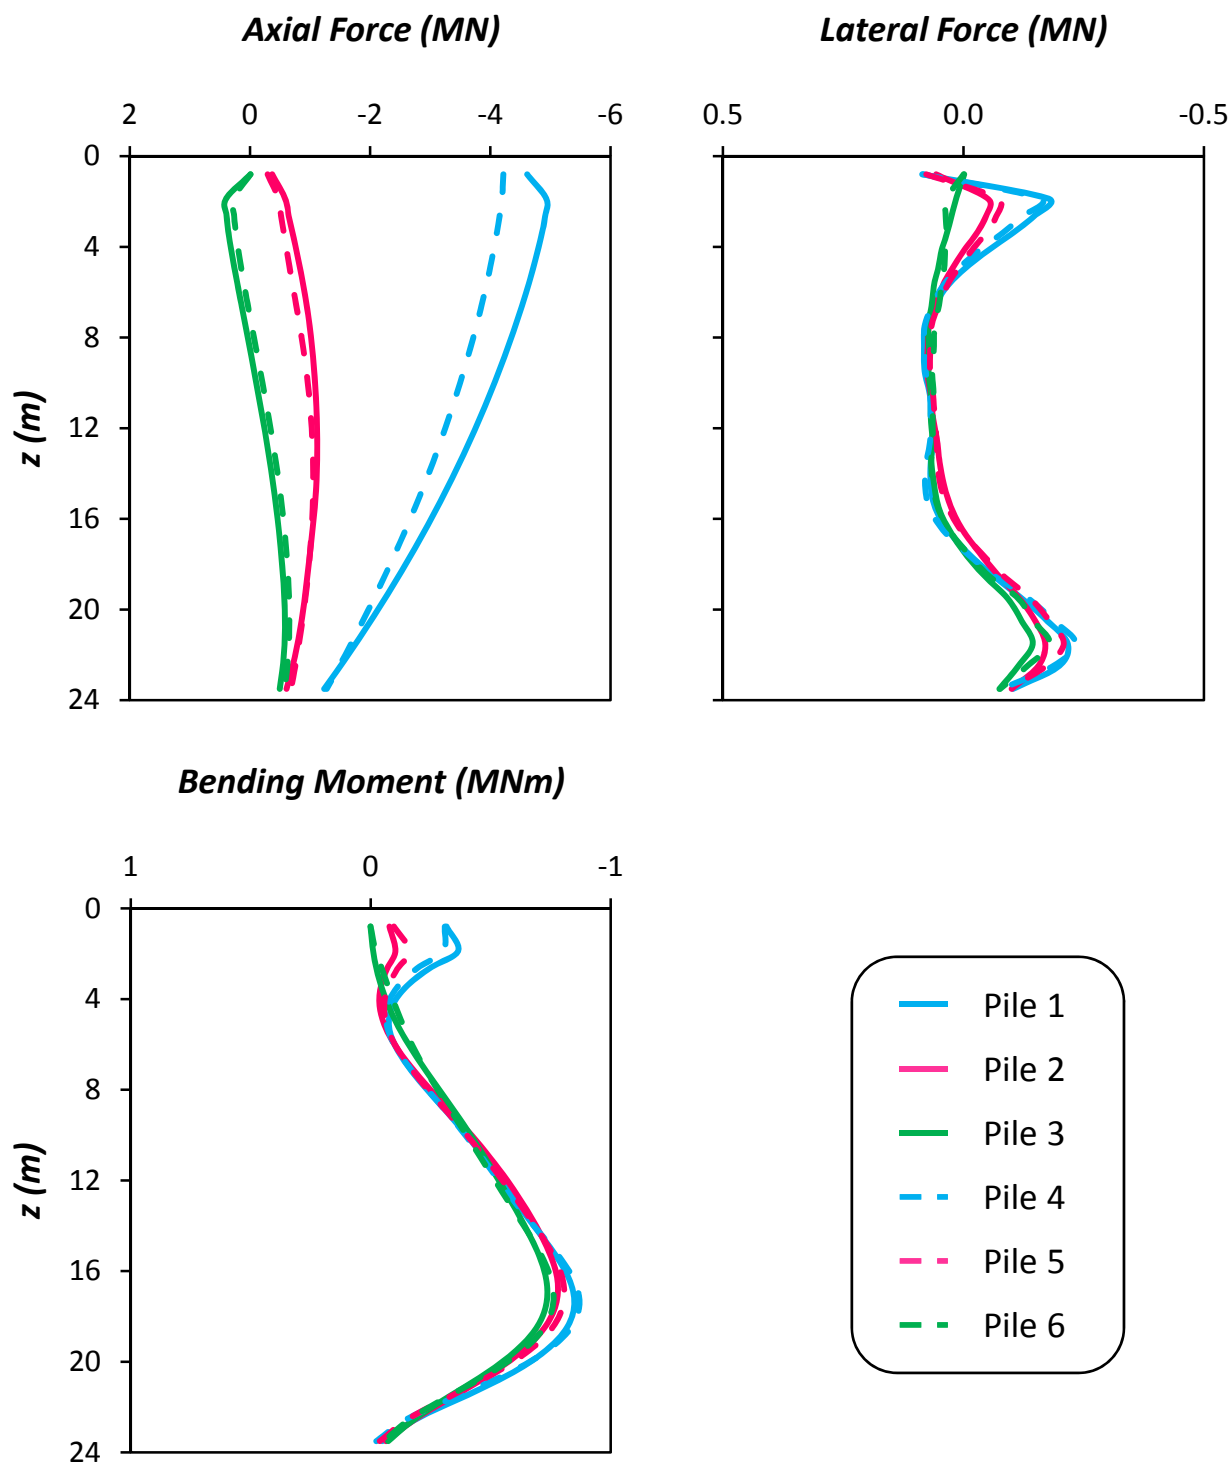 Axial Force (MN)
Lateral Force (MN)
2 0 -2 -4 -6
0.5 0.0 -0.5
0
4
8
12
16
20
24
z (m)
Bending Moment (MNm)
1 0 -1
0
4
8
12
16
20
24
z (m)
Pile 1
Pile 2
Pile 3
Pile 4
Pile 5
Pile 6